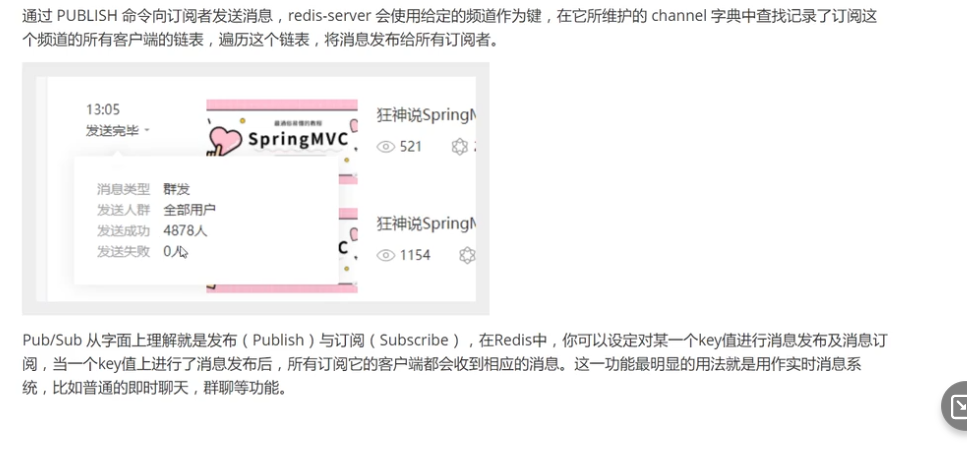 通过 PUBLISH 命令向订阅者发送消息，redis-server 会使用给定的频道作为键，在它所维护的 channel 字典中查找记录了订阅这
个频道的所有客户端的链表，遍历这个链表，将消息发布给所有订阅者。
13:05
发送完毕
SpringMVC
狂神说SpringM
521
消息类型 群发
发送人群 全部用户
发送成功 4878人
发送失败 0人
C
狂神说SpringM
1154
Pub/Sub 从字面上理解就是发布（Publish）与订阅（Subscribe），在Redis中，你可以设定对某一个key值进行消息发布及消息订
阅，当一个key值上进行了消息发布后，所有订阅它的客户端都会收到相应的消息。这一功能最明显的用法就是用作实时消息系
统，比如普通的即时聊天，群聊等功能。